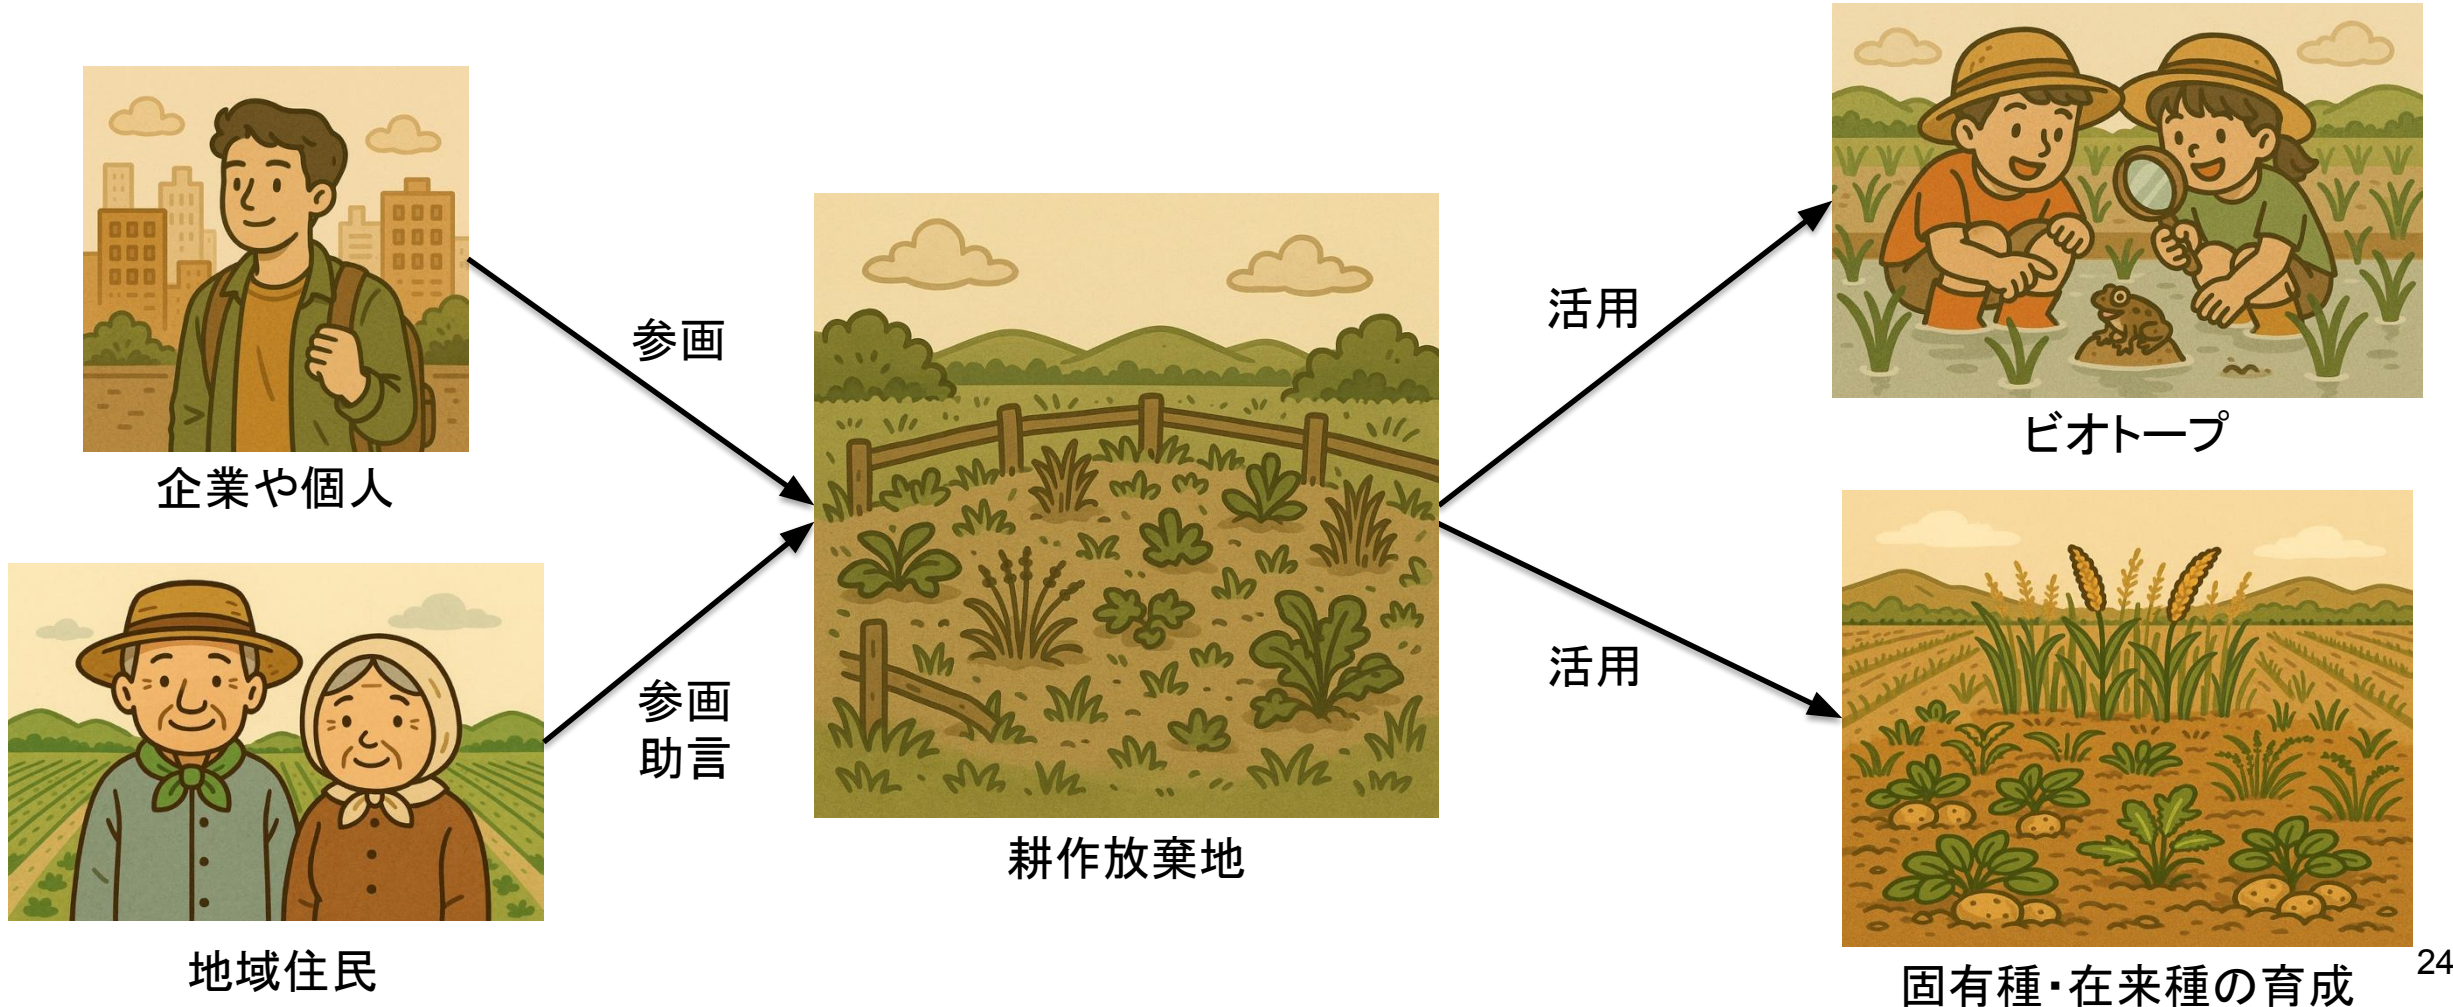 企業や個人
参画
地域住民
参画
助言
耕作放棄地
活用
活用
ビオトープ
固有種・在来種の育成
24